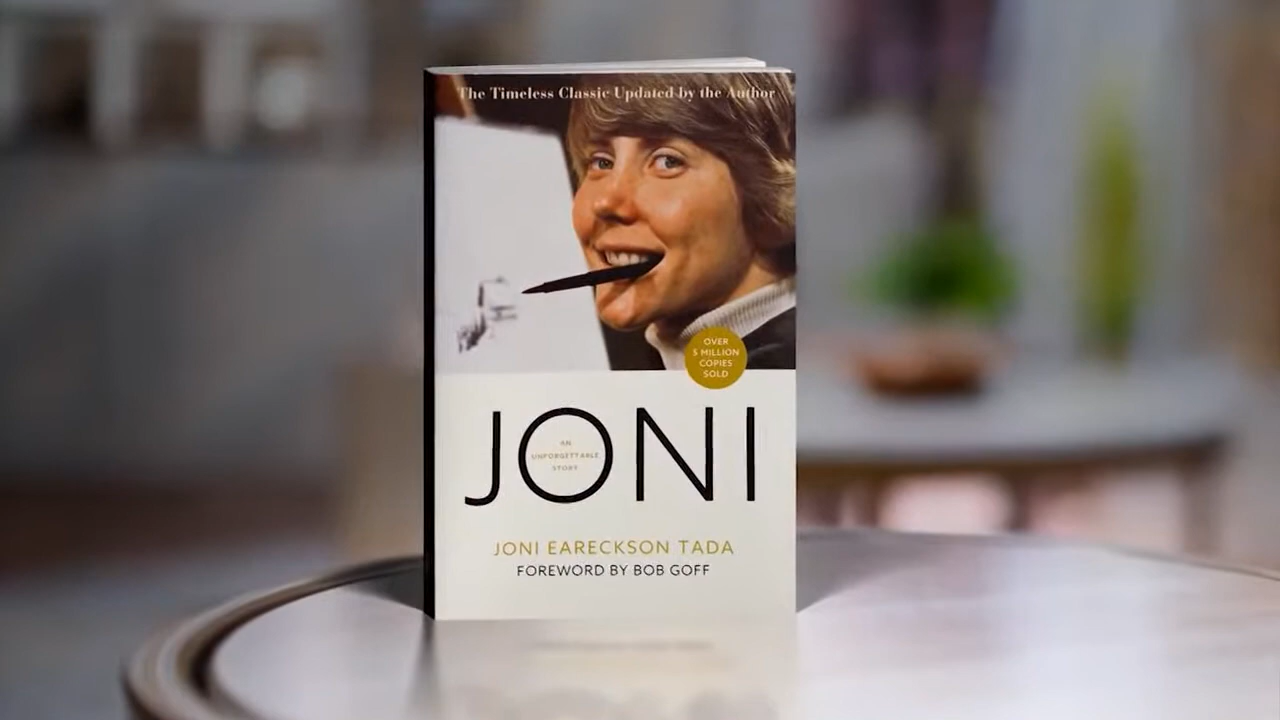 The Timeless Classic Updated by the Author
OVER
5 MILLION
COPIES
SOLD
JONI
AN
UNFORGETTABLE
STORY
JONI EARECKSON TADA
FOREWORD BY BOB GOFF